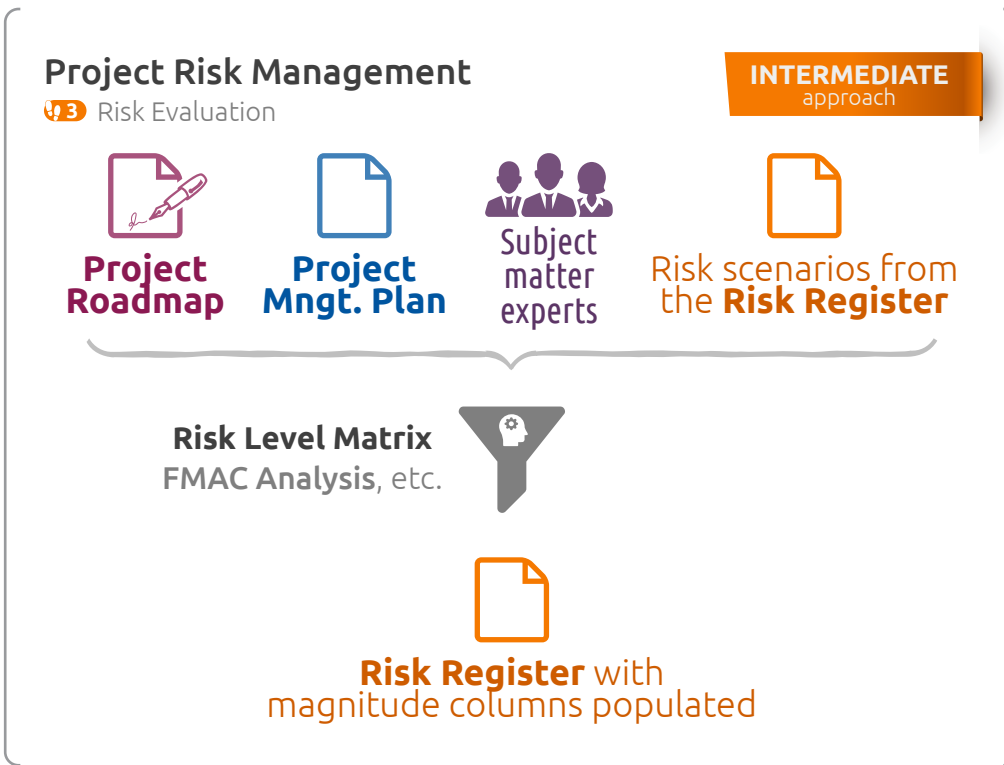 Project Risk Management
INTERMEDIATE
approach
3 Risk Evaluation
Project
Roadmap
Project
Mngt. Plan
Subject
matter
experts
Risk scenarios from
the Risk Register
Risk Level Matrix
FMAC Analysis, etc.
Risk Register with
magnitude columns populated